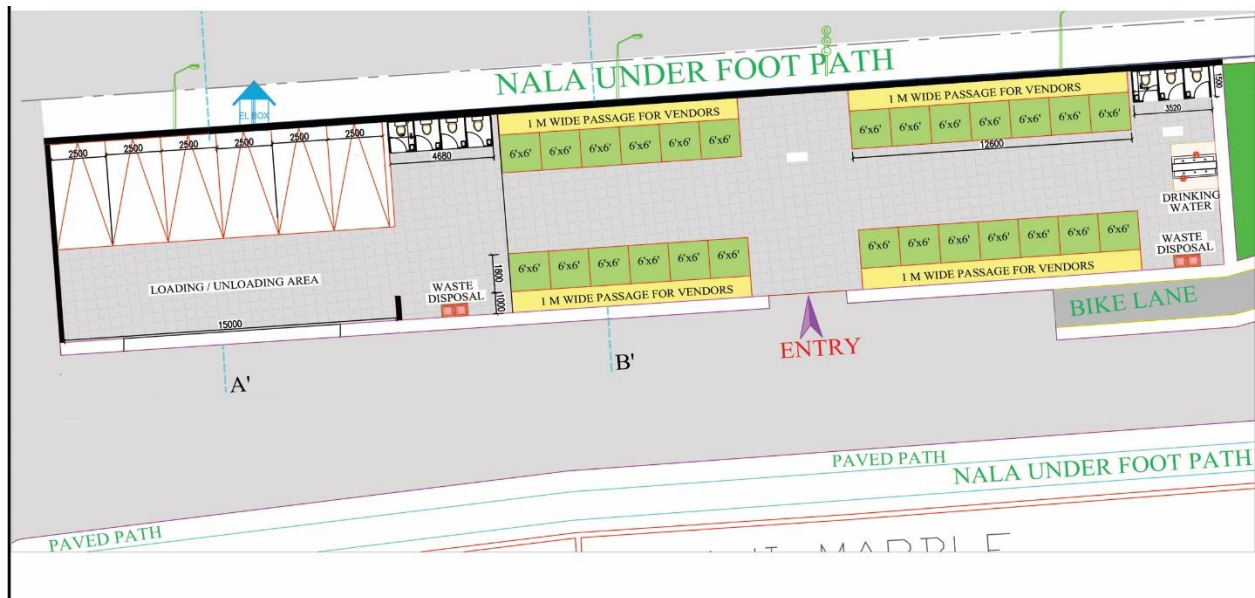 NALA UNDER FOOT PATH
EL.BOX
1 M WIDE PASSAGE FOR VENDORS
1 M WIDE PASSAGE FOR VENDORS
1500
3520
2500 2500 2500 2500 2500 2500
4680
6'x6' 6'x6' 6'x6' 6'x6' 6'x6' 6'x6'
6'x6' 6'x6' 6'x6' 6'x6' 6'x6' 6'x6' 6'x6'
12600
DRINKING
WATER
LOADING / UNLOADING AREA
WASTE
DISPOSAL
1800
1000
6'x6' 6'x6' 6'x6' 6'x6' 6'x6' 6'x6'
6'x6' 6'x6' 6'x6' 6'x6' 6'x6' 6'x6' 6'x6'
WASTE
DISPOSAL
1 M WIDE PASSAGE FOR VENDORS
1 M WIDE PASSAGE FOR VENDORS
15000
BIKE LANE
ENTRY
A'
B'
PAVED PATH
NALA UNDER FOOT PATH
PAVED PATH